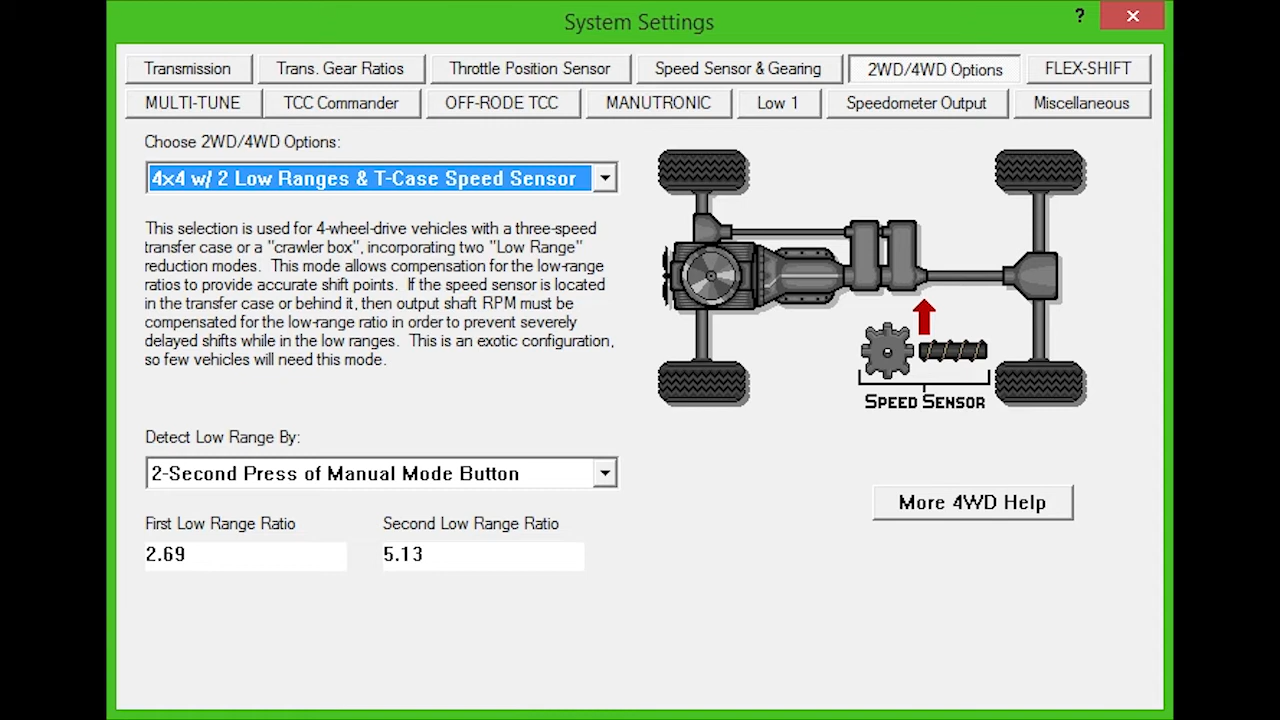 System Settings
?
Transmission
Trans. Gear Ratios
Throttle Position Sensor
Speed Sensor & Gearing
2WD/4WD Options
FLEX-SHIFT
MULTI-TUNE
TCC Commander
OFF-RODE TCC
MANUTRONIC
Low 1
Speedometer Output
Miscellaneous
Choose 2WD/4WD Options:
4x4 w/ 2 Low Ranges & T-Case Speed Sensor
This selection is used for 4-wheel-drive vehicles with a three-speed
transfer case or a "crawler box", incorporating two "Low Range"
reduction modes.  This mode allows compensation for the low-range
ratios to provide accurate shift points.  If the speed sensor is located
in the transfer case or behind it, then output shaft RPM must be
compensated for the low-range ratio in order to prevent severely
delayed shifts while in the low ranges.  This is an exotic configuration,
so few vehicles will need this mode.
SPEED SENSOR
Detect Low Range By:
2-Second Press of Manual Mode Button
More 4WD Help
First Low Range Ratio
Second Low Range Ratio
2.69
5.13